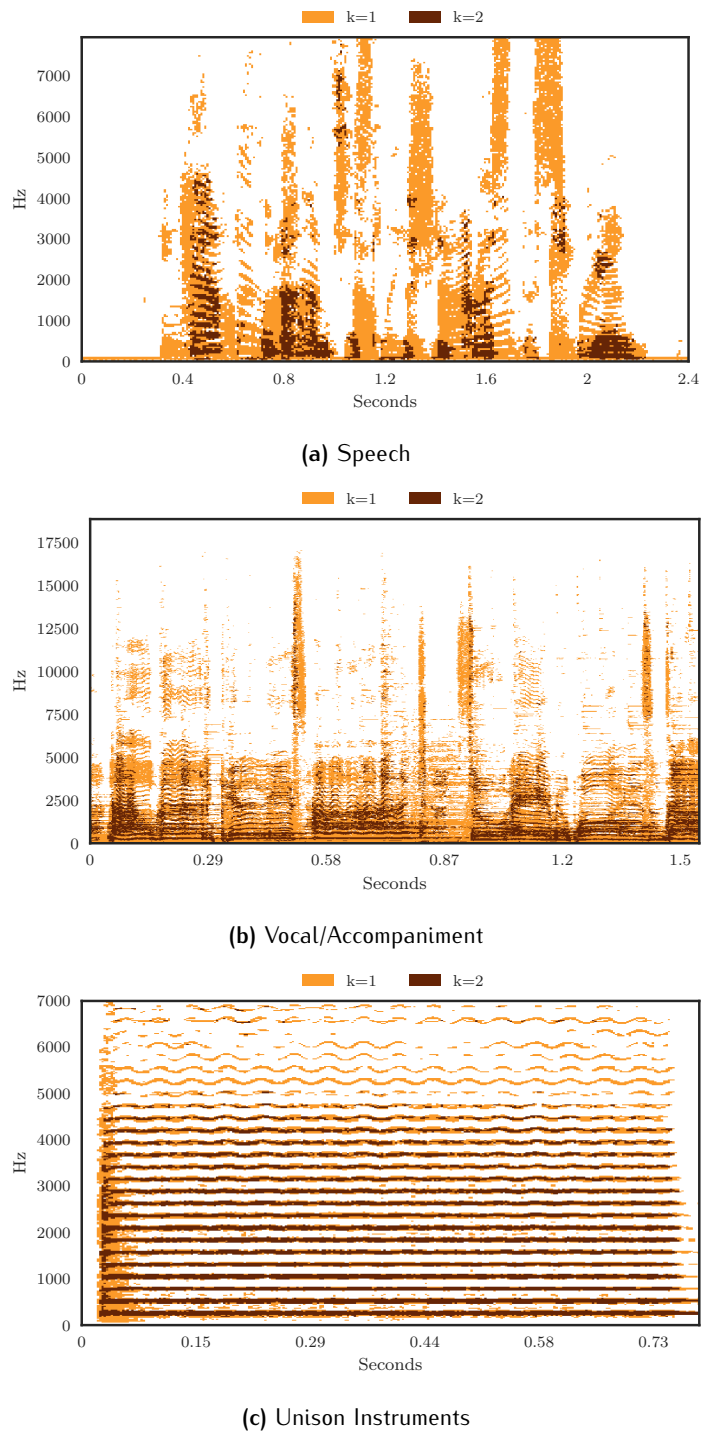 k=1 k=2
7000
6000
5000
4000
3000
2000
1000
0
Hz
0 0.4 0.8 1.2 1.6 2 2.4
Seconds
(a) Speech
k=1 k=2
17500
15000
12500
10000
7500
5000
2500
0
Hz
0 0.29 0.58 0.87 1.2 1.5
Seconds
(b) Vocal/Accompaniment
k=1 k=2
7000
6000
5000
4000
3000
2000
1000
0
Hz
0 0.15 0.29 0.44 0.58 0.73
Seconds
(c) Unison Instruments